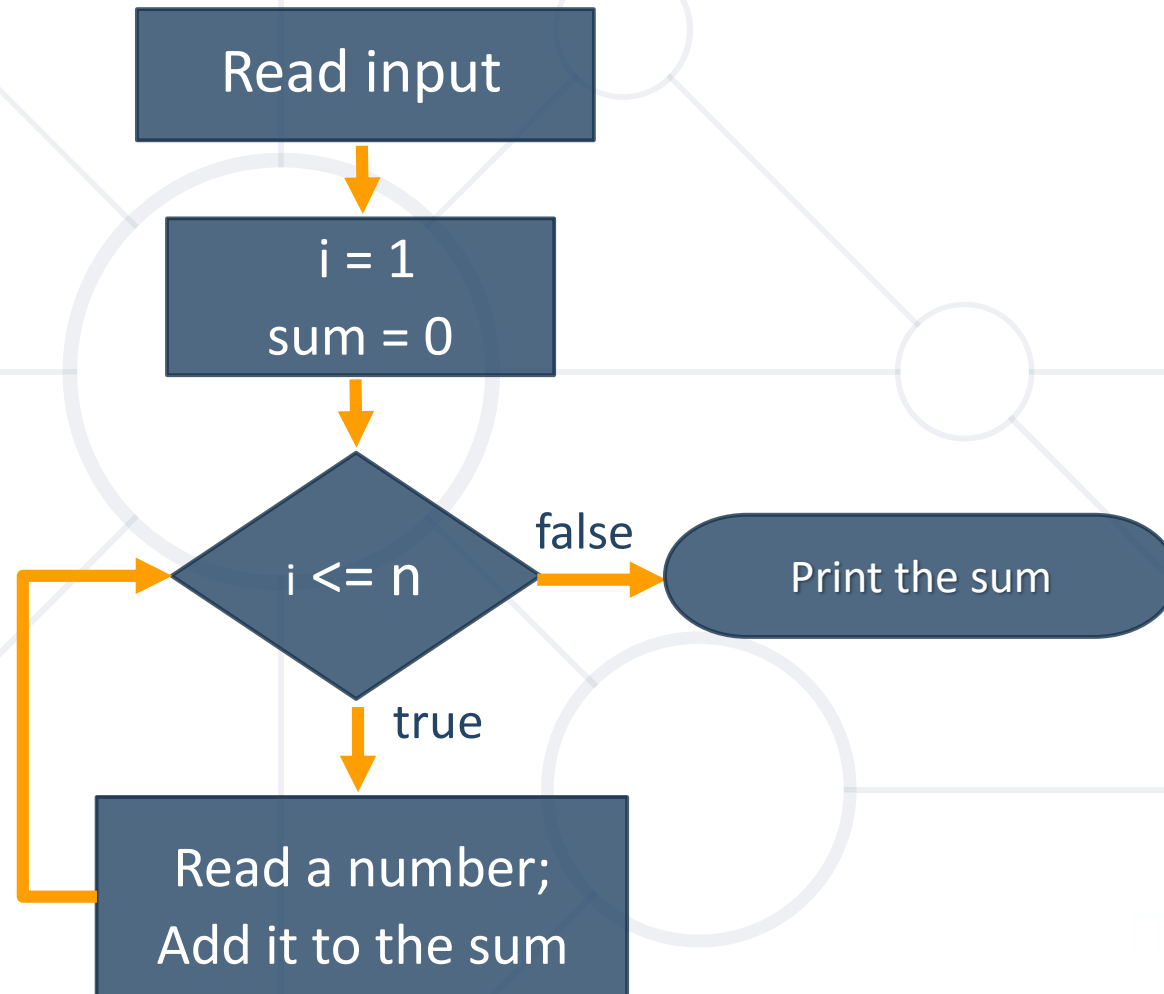 Read input
i = 1
sum = 0
i <= n
false
Print the sum
true
Read a number;
Add it to the sum